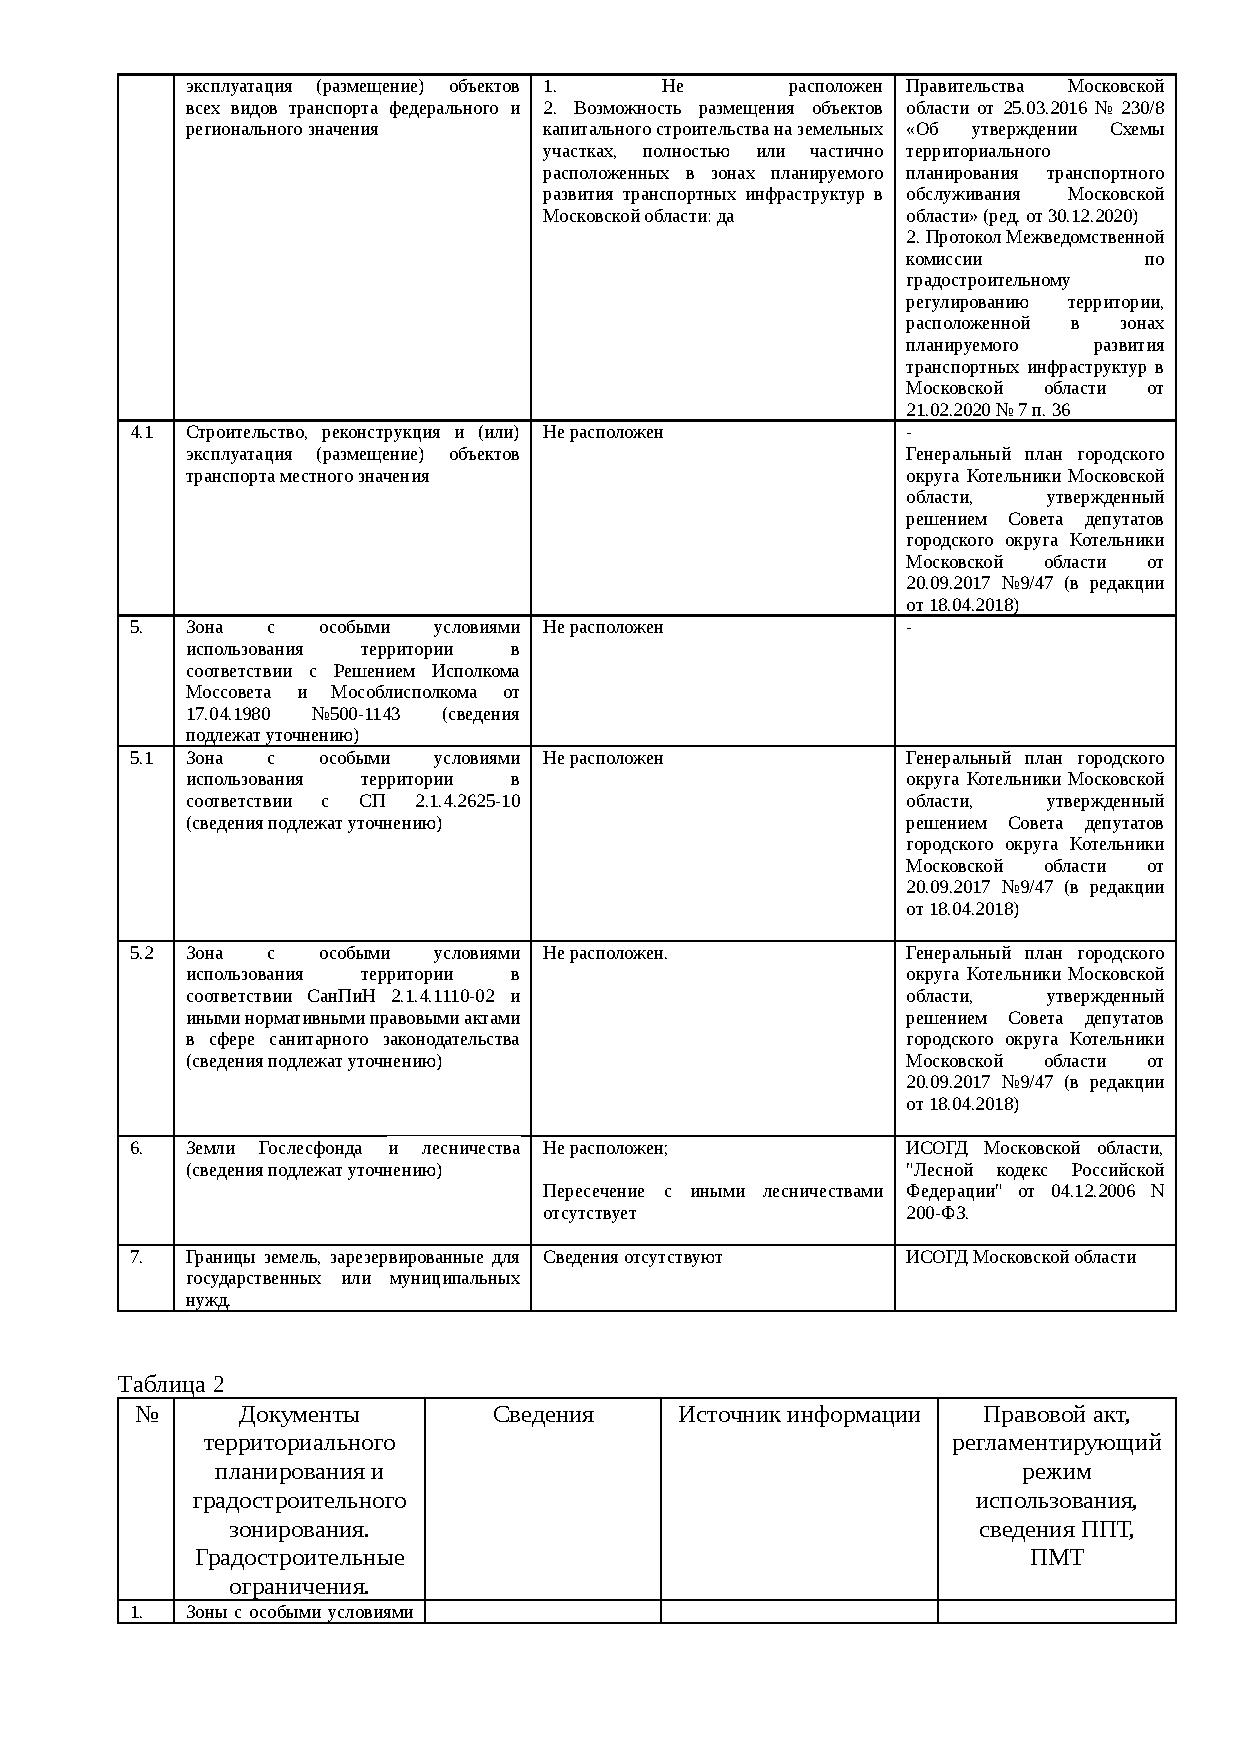 эксплуатация (размещение) объектов
всех видов транспорта федерального и
регионального значения
1. Не расположен
2. Возможность размещения объектов
капитального строительства на земельных
участках, полностью или частично
расположенных в зонах планируемого
развития транспортных инфраструктур в
Московской области: да
Правительства Московской
области от 25.03.2016 № 230/8
«Об утверждении Схемы
территориального
планирования транспортного
обслуживания Московской
области» (ред. от 30.12.2020)
2. Протокол Межведомственной
комиссии по
градостроительному
регулированию территории,
расположенной в зонах
планируемого развития
транспортных инфраструктур в
Московской области от
21.02.2020 № 7 п. 36
4.1
Строительство, реконструкция и (или)
эксплуатация (размещение) объектов
транспорта местного значения
Не расположен
-
Генеральный план городского
округа Котельники Московской
области, утвержденный
решением Совета депутатов
городского округа Котельники
Московской области от
20.09.2017 №9/47 (в редакции
от 18.04.2018)
5.
Зона с особыми условиями
использования территории в
соответствии с Решением Исполкома
Моссовета и Мособлисполкома от
17.04.1980 №500-1143 (сведения
подлежат уточнению)
Не расположен
-
5.1
Зона с особыми условиями
использования территории в
соответствии с СП 2.1.4.2625-10
(сведения подлежат уточнению)
Не расположен
Генеральный план городского
округа Котельники Московской
области, утвержденный
решением Совета депутатов
городского округа Котельники
Московской области от
20.09.2017 №9/47 (в редакции
от 18.04.2018)
5.2
Зона с особыми условиями
использования территории в
соответствии СанПиН 2.1.4.1110-02 и
иными нормативными правовыми актами
в сфере санитарного законодательства
(сведения подлежат уточнению)
Не расположен.
Генеральный план городского
округа Котельники Московской
области, утвержденный
решением Совета депутатов
городского округа Котельники
Московской области от
20.09.2017 №9/47 (в редакции
от 18.04.2018)
6.
Земли Гослесфонда и лесничества
(сведения подлежат уточнению)
Не расположен;
Пересечение с иными лесничествами
отсутствует
ИСОГД Московской области,
"Лесной кодекс Российской
Федерации" от 04.12.2006 N
200-ФЗ.
7.
Границы земель, зарезервированные для
государственных или муниципальных
нужд.
Сведения отсутствуют
ИСОГД Московской области
Таблица 2
№
Документы
территориального
планирования и
градостроительного
зонирования.
Градостроительные
ограничения.
Сведения
Источник информации
Правовой акт,
регламентирующий
режим
использования,
сведения ППТ,
ПМТ
1.
Зоны с особыми условиями